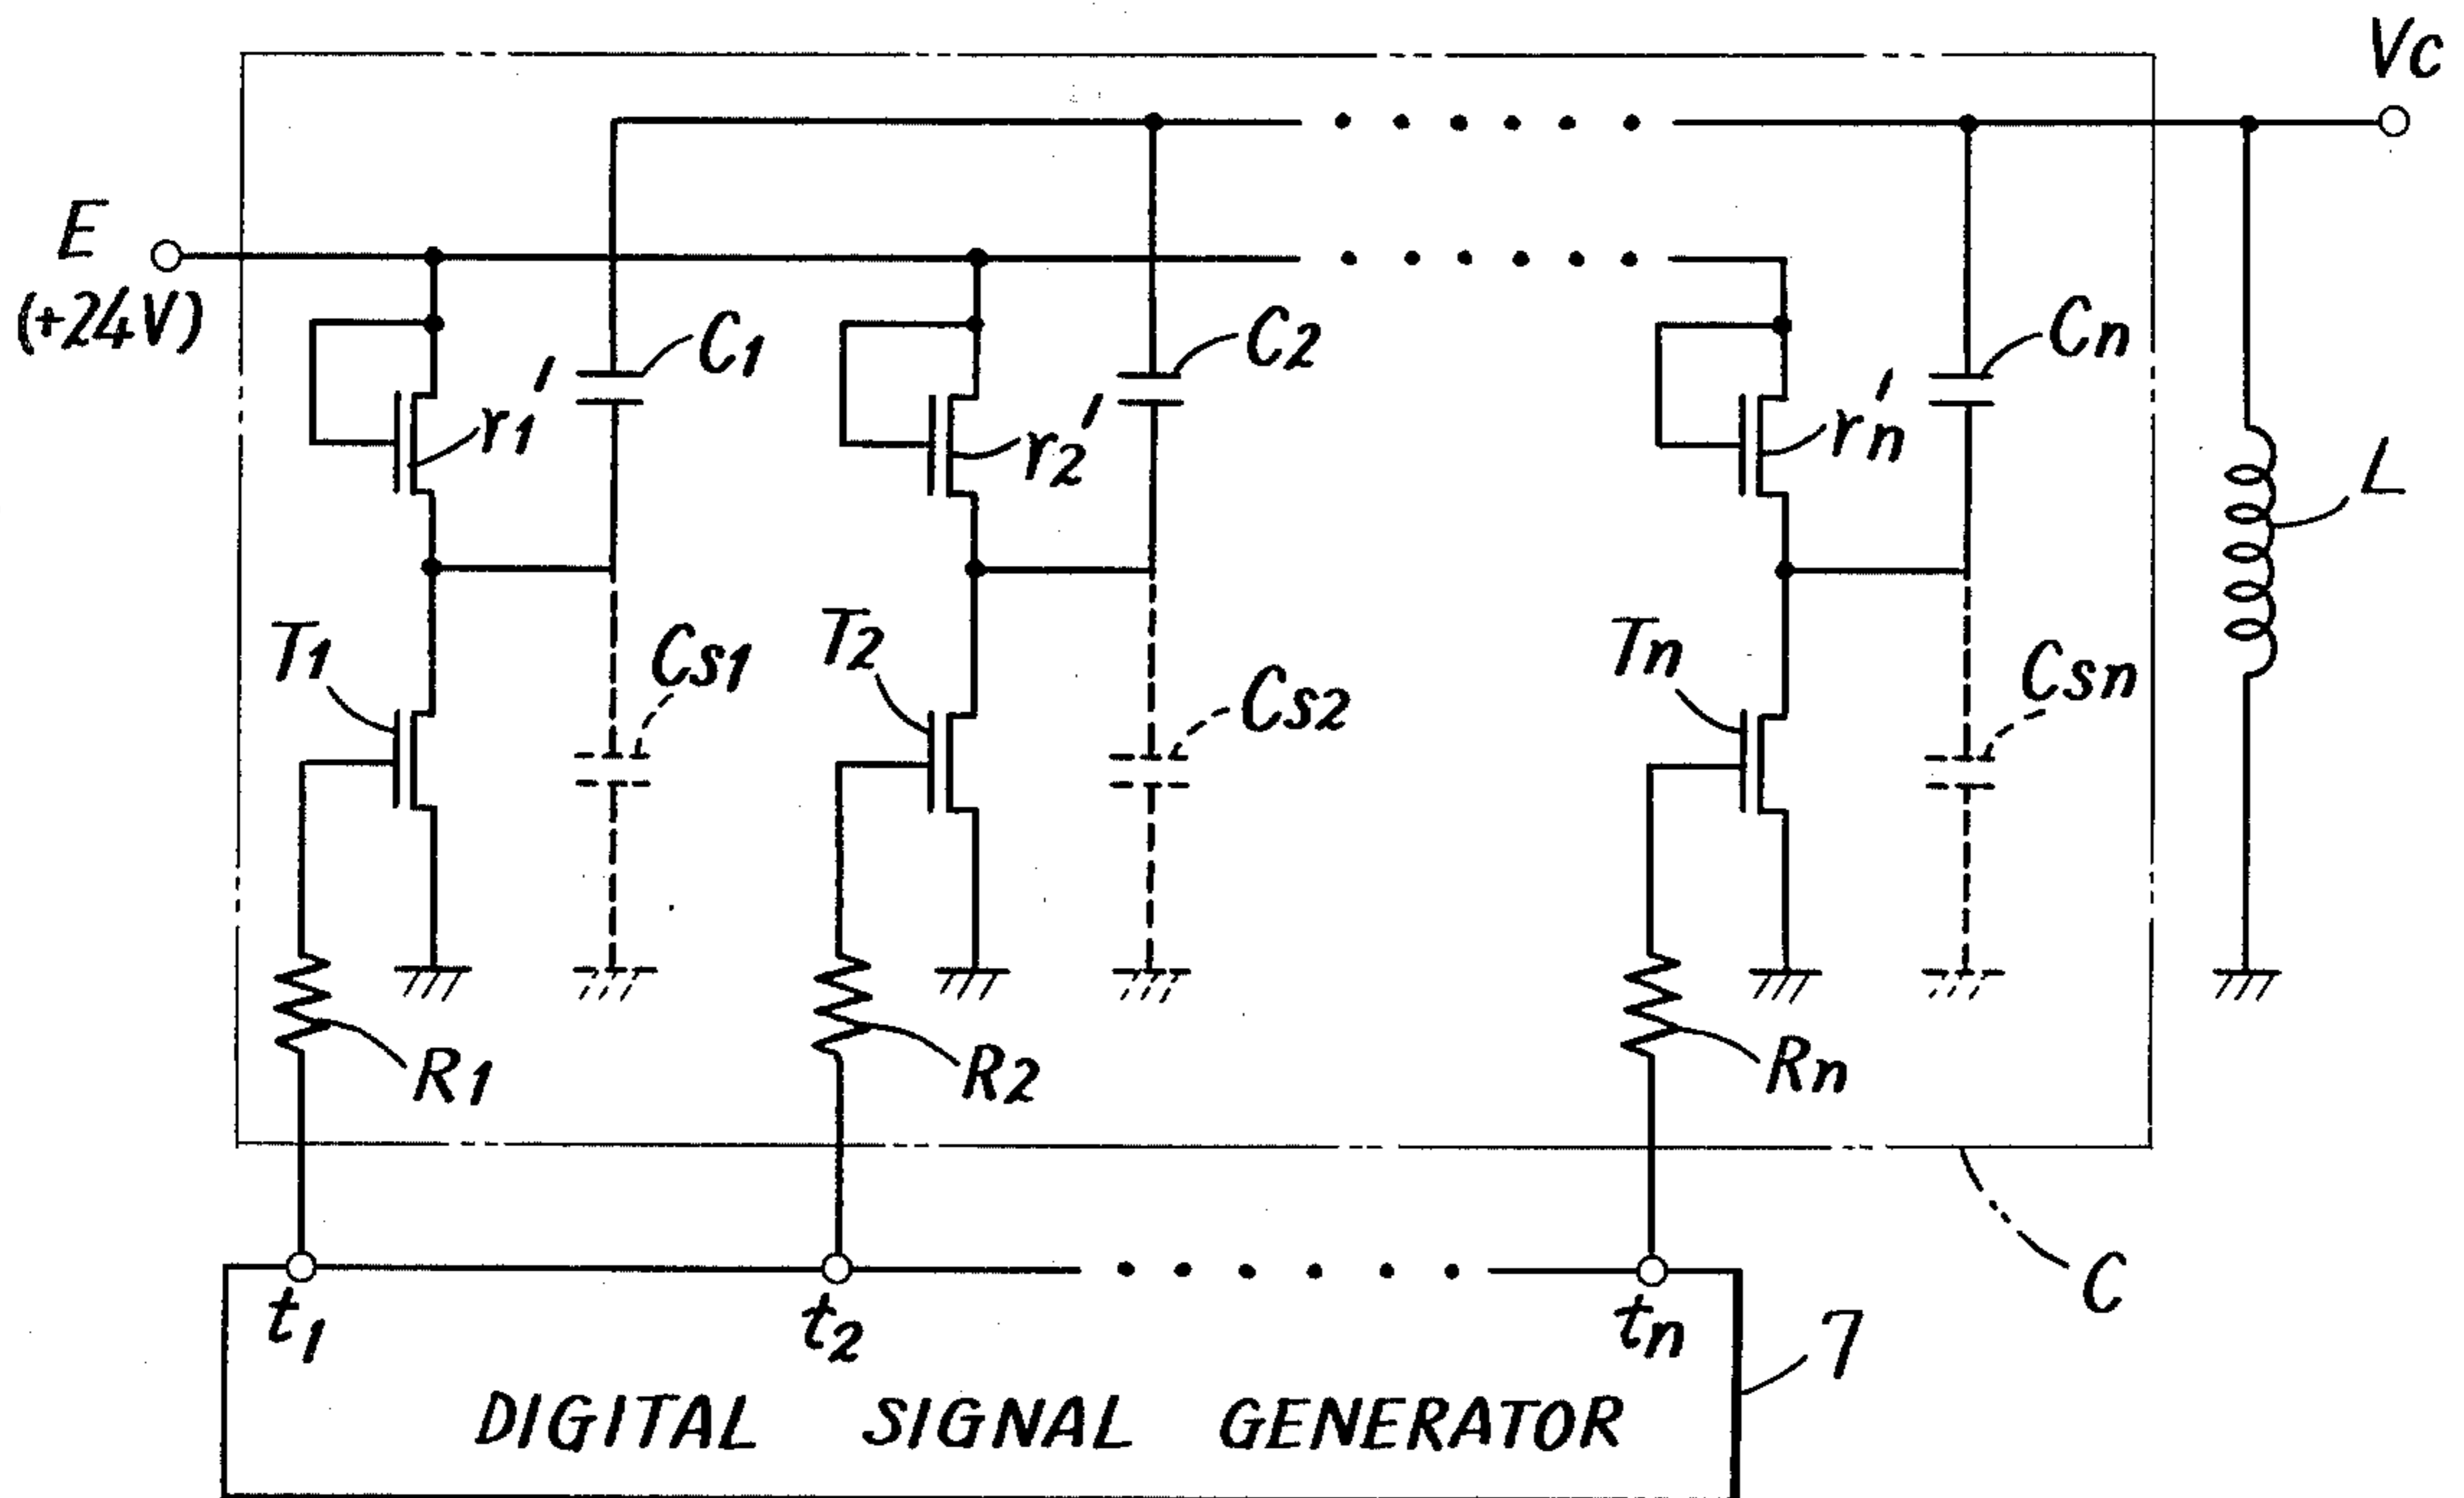 Vc
E
(+24V)
C1
C2
Cn
r1'
r2'
rn'
L
T1
Cs1
T2
Cs2
Tn
Csn
R1
R2
Rn
C
t1
t2
tn
7
DIGITAL SIGNAL GENERATOR